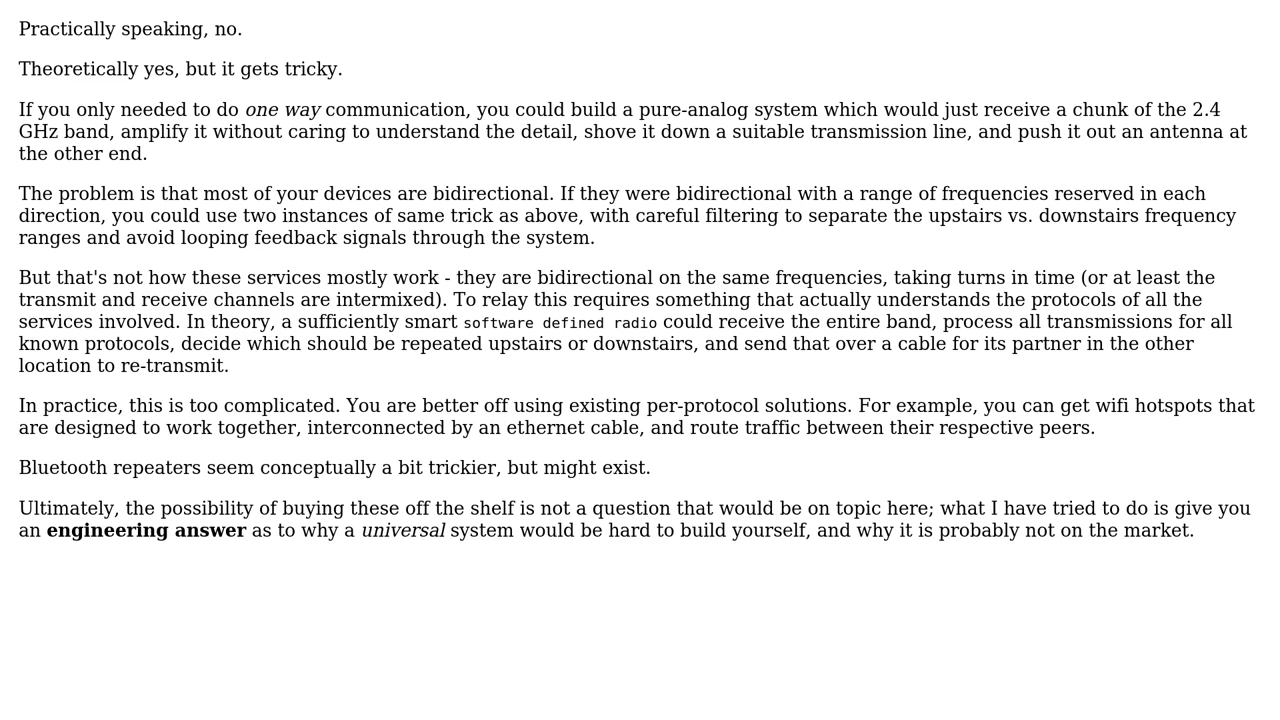 Practically speaking, no.
Theoretically yes, but it gets tricky.
If you only needed to do one way communication, you could build a pure-analog system which would just receive a chunk of the 2.4
GHz band, amplify it without caring to understand the detail, shove it down a suitable transmission line, and push it out an antenna at
the other end.
The problem is that most of your devices are bidirectional. If they were bidirectional with a range of frequencies reserved in each
direction, you could use two instances of same trick as above, with careful filtering to separate the upstairs vs. downstairs frequency
ranges and avoid looping feedback signals through the system.
But that's not how these services mostly work - they are bidirectional on the same frequencies, taking turns in time (or at least the
transmit and receive channels are intermixed). To relay this requires something that actually understands the protocols of all the
services involved. In theory, a sufficiently smart software defined radio could receive the entire band, process all transmissions for all
known protocols, decide which should be repeated upstairs or downstairs, and send that over a cable for its partner in the other
location to re-transmit.
In practice, this is too complicated. You are better off using existing per-protocol solutions. For example, you can get wifi hotspots that
are designed to work together, interconnected by an ethernet cable, and route traffic between their respective peers.
Bluetooth repeaters seem conceptually a bit trickier, but might exist.
Ultimately, the possibility of buying these off the shelf is not a question that would be on topic here; what I have tried to do is give you
an engineering answer as to why a universal system would be hard to build yourself, and why it is probably not on the market.